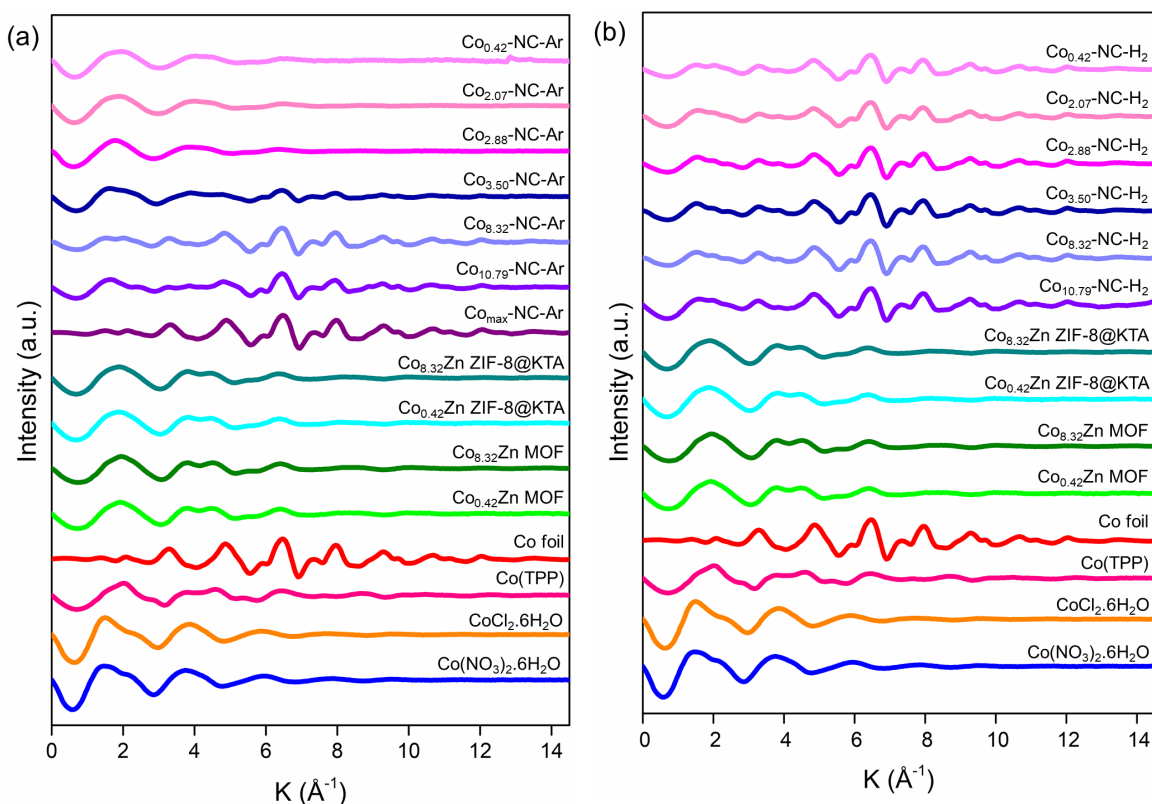 (a)
Co0.42-NC-Ar
Co2.07-NC-Ar
Co2.88-NC-Ar
Co3.50-NC-Ar
Co8.32-NC-Ar
Co10.79-NC-Ar
Comax-NC-Ar
Co8.32Zn ZIF-8@KTA
Co0.42Zn ZIF-8@KTA
Co8.32Zn MOF
Co0.42Zn MOF
Co foil
Co(TPP)
CoCl2.6H2O
Co(NO3)2.6H2O
Intensity (a.u.)
0 2 4 6 8 10 12 14
K (Å-1)
(b)
Co0.42-NC-H2
Co2.07-NC-H2
Co2.88-NC-H2
Co3.50-NC-H2
Co8.32-NC-H2
Co10.79-NC-H2
Co8.32Zn ZIF-8@KTA
Co0.42Zn ZIF-8@KTA
Co8.32Zn MOF
Co0.42Zn MOF
Co foil
Co(TPP)
CoCl2.6H2O
Co(NO3)2.6H2O
Intensity (a.u.)
0 2 4 6 8 10 12 14
K (Å-1)